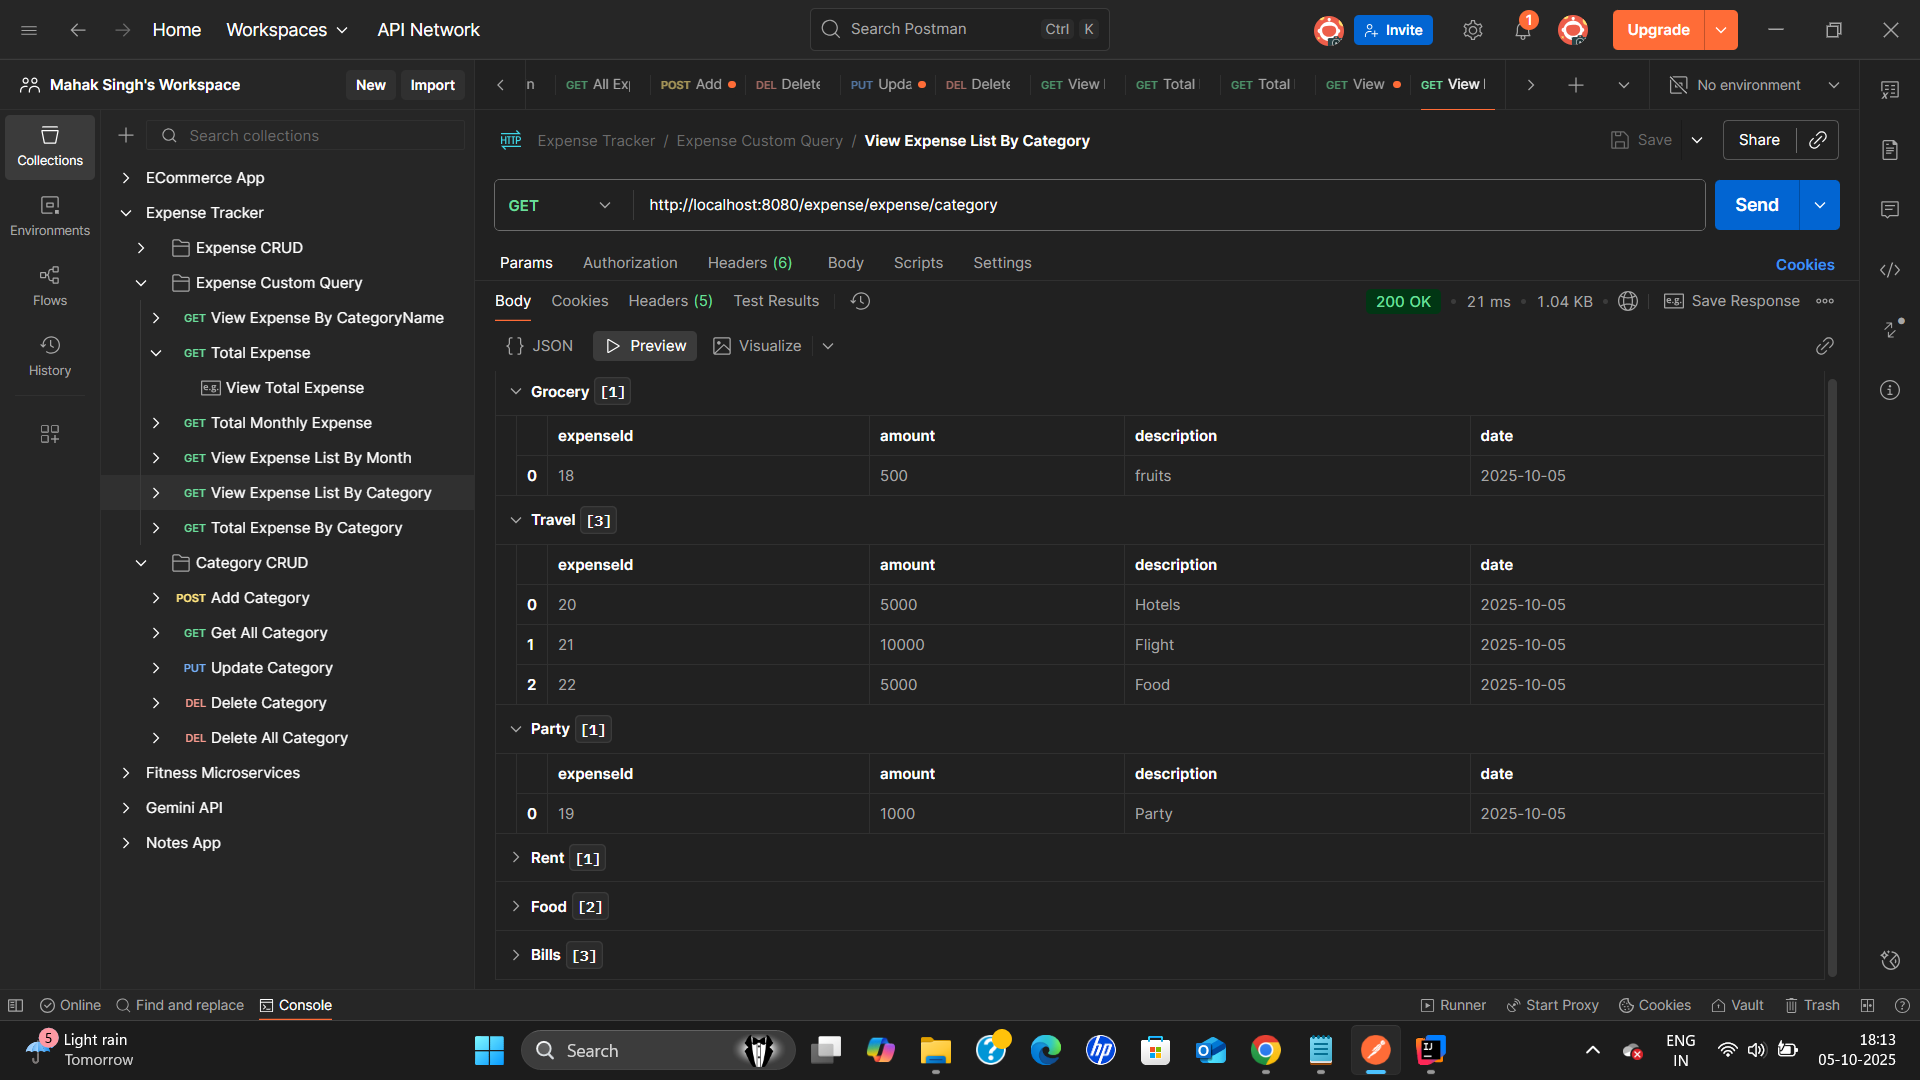 Home
Workspaces
API Network
Search Postman
Ctrl K
Invite
1
Upgrade
Mahak Singh's Workspace
New
Import
n
GET All Ex
POST Add
DEL Delete
PUT Upda
DEL Delete
GET View
GET Total
GET Total
GET View
GET View
No environment
Collections
Environments
Flows
History
Search collections
ECommerce App
Expense Tracker
Expense CRUD
Expense Custom Query
GET View Expense By CategoryName
GET Total Expense
e.g. View Total Expense
GET Total Monthly Expense
GET View Expense List By Month
GET View Expense List By Category
GET Total Expense By Category
Category CRUD
POST Add Category
GET Get All Category
PUT Update Category
DEL Delete Category
DEL Delete All Category
Fitness Microservices
Gemini API
Notes App
HTTP Expense Tracker / Expense Custom Query / View Expense List By Category
Save
Share
GET
http://localhost:8080/expense/expense/category
Send
Params
Authorization
Headers (6)
Body
Scripts
Settings
Cookies
Body
Cookies
Headers (5)
Test Results
200 OK
21 ms
1.04 KB
e.g. Save Response
{} JSON
Preview
Visualize
Grocery [1]
expenseId amount description date
0 18 500 fruits 2025-10-05
Travel [3]
expenseId amount description date
0 20 5000 Hotels 2025-10-05
1 21 10000 Flight 2025-10-05
2 22 5000 Food 2025-10-05
Party [1]
expenseId amount description date
0 19 1000 Party 2025-10-05
Rent [1]
Food [2]
Bills [3]
Online
Find and replace
Console
Runner
Start Proxy
Cookies
Vault
Trash
5
Light rain
Tomorrow
Search
hp
IJ
ENG
IN
18:13
05-10-2025